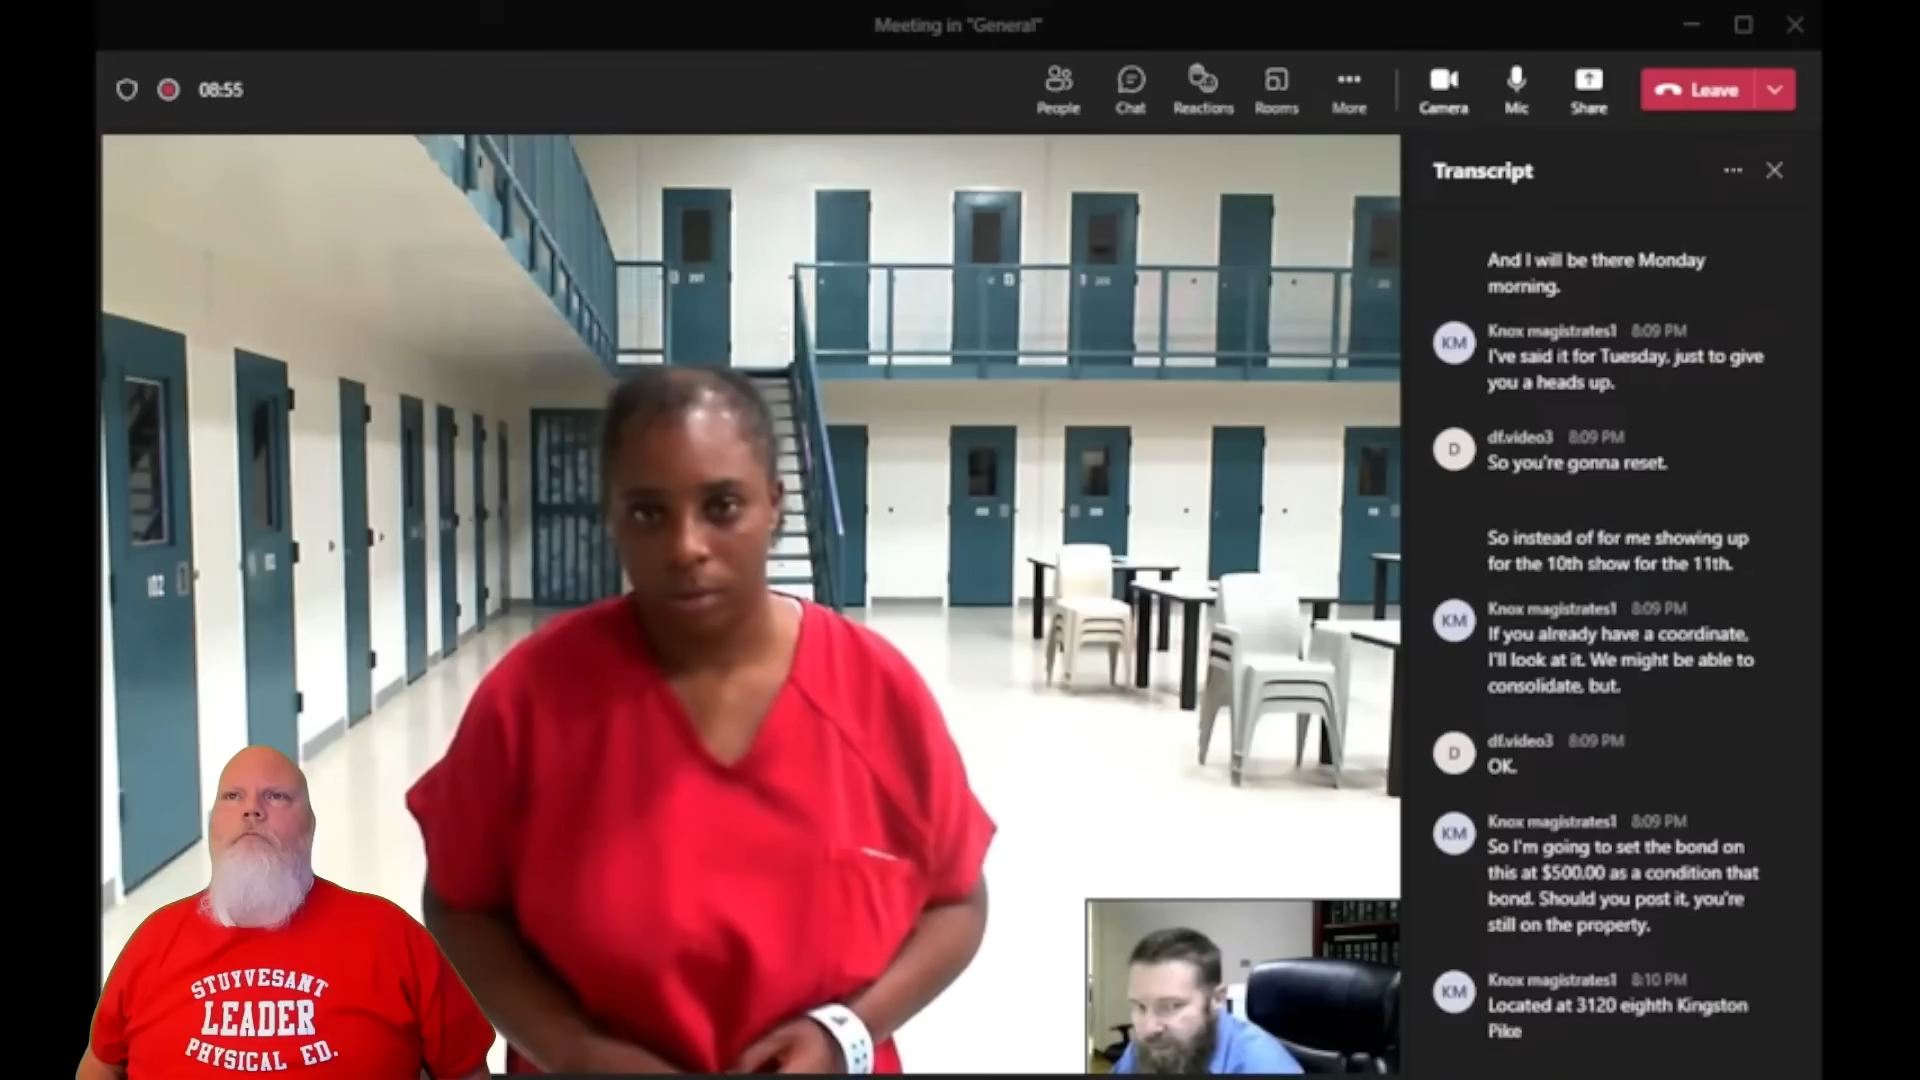 Meeting in "General"
08:55
People
Chat
Reactions
Rooms
More
Camera
Mic
Share
Leave
Transcript
And I will be there Monday
morning.
KM
Knox magistrates1 8:09 PM
I've said it for Tuesday, just to give
you a heads up.
D
df.video3 8:09 PM
So you're gonna reset.
So instead of for me showing up
for the 10th show for the 11th.
KM
Knox magistrates1 8:09 PM
If you already have a coordinate,
I'll look at it. We might be able to
consolidate, but.
D
df.video3 8:09 PM
OK.
KM
Knox magistrates1 8:09 PM
So I'm going to set the bond on
this at $500.00 as a condition that
bond. Should you post it, you're
still on the property.
KM
Knox magistrates1 8:10 PM
Located at 3120 eighth Kingston
Pike
102
STUYVESANT
LEADER
PHYSICAL ED.